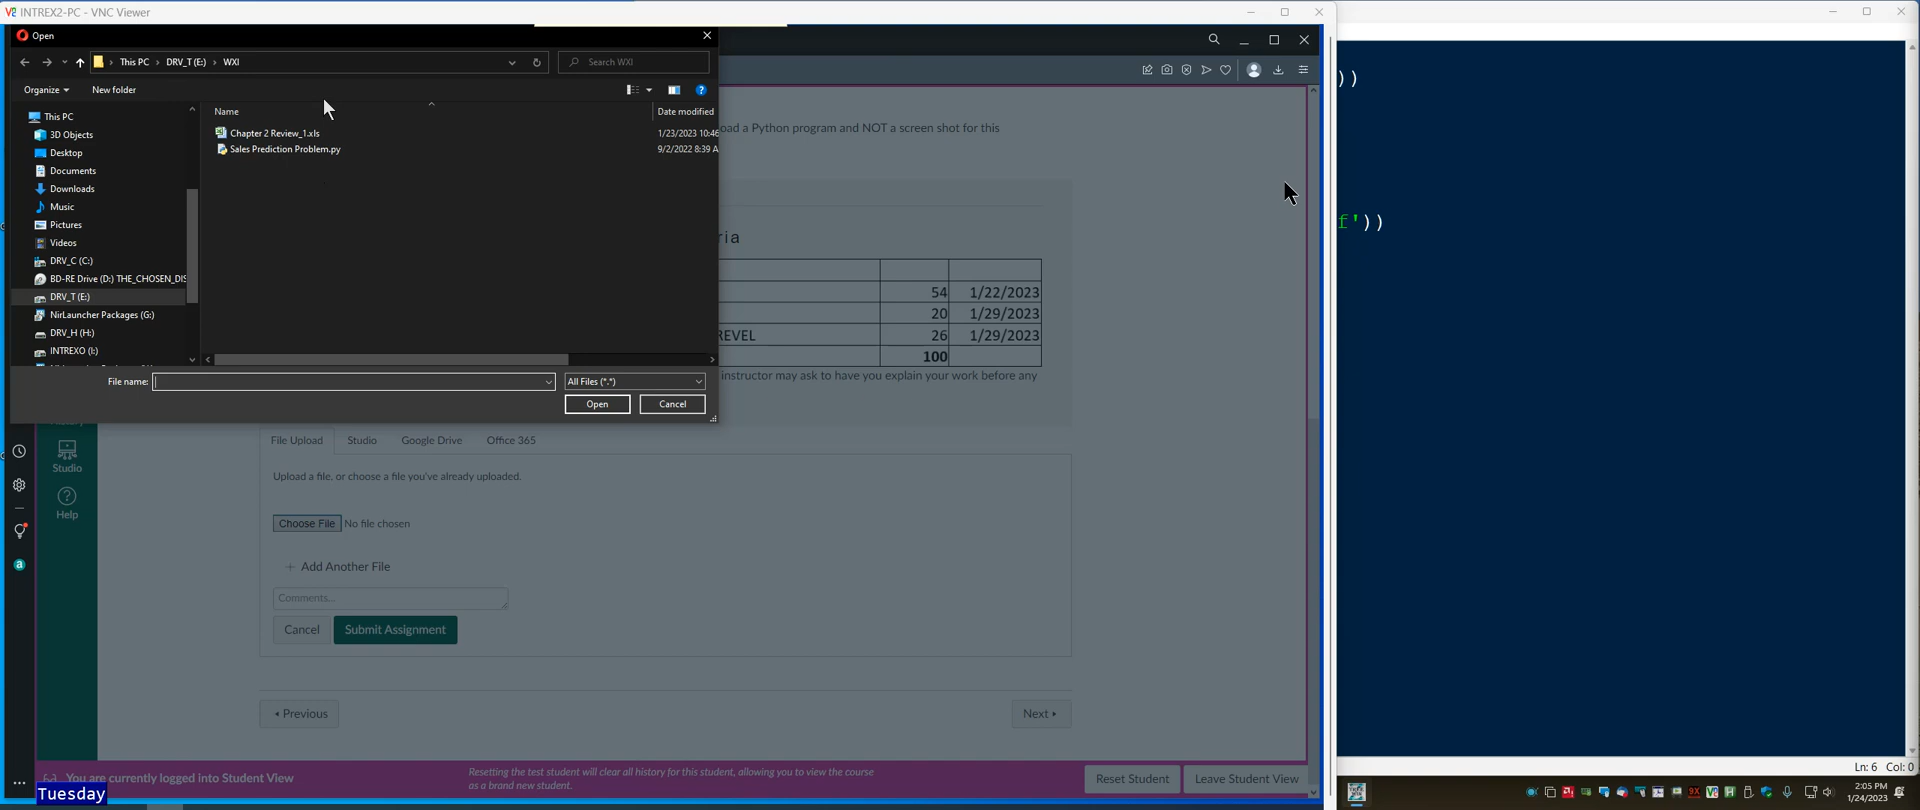 INTREX2-PC - VNC Viewer
Open
This PC > DRV_T (E:) > WXI
Search WXI
Organize
New folder
Name
Date modified
This PC
3D Objects
Desktop
Documents
Downloads
Music
Pictures
Videos
DRV_C (C:)
BD-RE Drive (D:) THE_CHOSEN_DIS
DRV_T (E:)
NirLauncher Packages (G:)
DRV_H (H:)
INTREXO (I:)
Chapter 2 Review_1.xls
1/23/2023 10:46
Sales Prediction Problem.py
9/2/2022 8:39 A
File name:
All Files (*.*)
Open
Cancel
oad a Python program and NOT a screen shot for this
ria
54 1/22/2023
20 1/29/2023
REVEL 26 1/29/2023
100
instructor may ask to have you explain your work before any
File Upload
Studio
Google Drive
Office 365
Upload a file, or choose a file you've already uploaded.
Choose File No file chosen
+ Add Another File
Comments...
Cancel
Submit Assignment
Studio
Help
Previous
Next
You are currently logged into Student View
Resetting the test student will clear all history for this student, allowing you to view the course
as a brand new student.
Reset Student
Leave Student View
Tuesday
))
f'))
Ln: 6 Col: 0
2:05 PM
1/24/2023